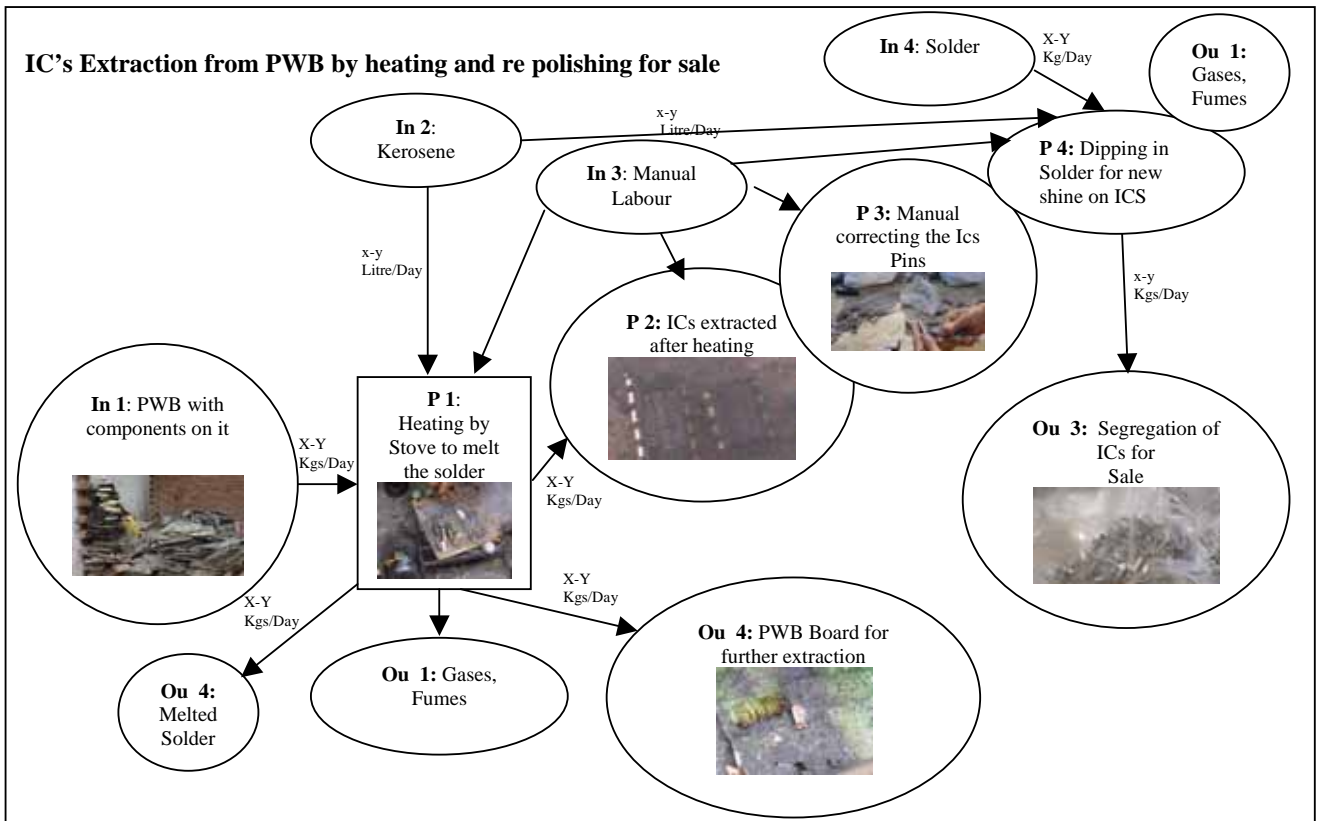 IC's Extraction from PWB by heating and re polishing for sale
In 4: Solder
X-Y
Kg/Day
Ou 1:
Gases,
Fumes
In 2:
Kerosene
x-y
Litre/Day
In 3: Manual
Labour
P 4: Dipping in
Solder for new
shine on ICS
P 3: Manual
correcting the Ics
Pins
x-y
Litre/Day
x-y
Kgs/Day
P 2: ICs extracted
after heating
In 1: PWB with
components on it
X-Y
Kgs/Day
P 1:
Heating by
Stove to melt
the solder
X-Y
Kgs/Day
Ou 3: Segregation of
ICs for
Sale
X-Y
Kgs/Day
X-Y
Kgs/Day
Ou 4:
Melted
Solder
Ou 1: Gases,
Fumes
Ou 4: PWB Board for
further extraction